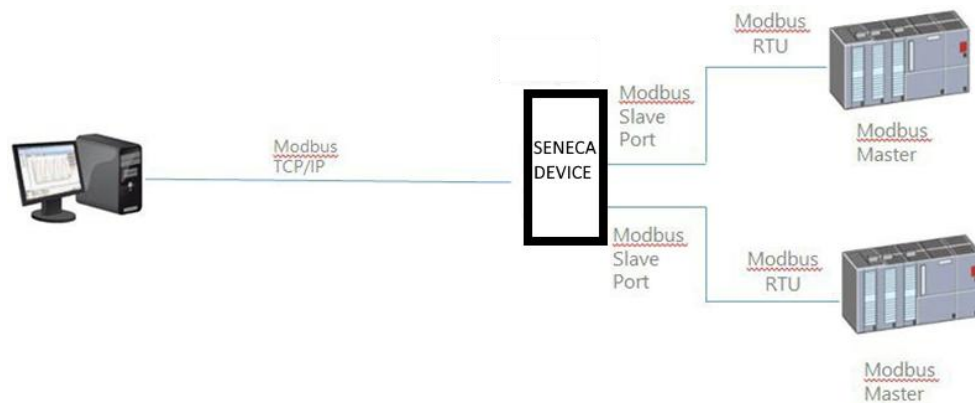 Modbus
RTU
Modbus
Slave
Port
Modbus
Master
Modbus
TCP/IP
SENECA
DEVICE
Modbus
Slave
Port
Modbus
RTU
Modbus
Master